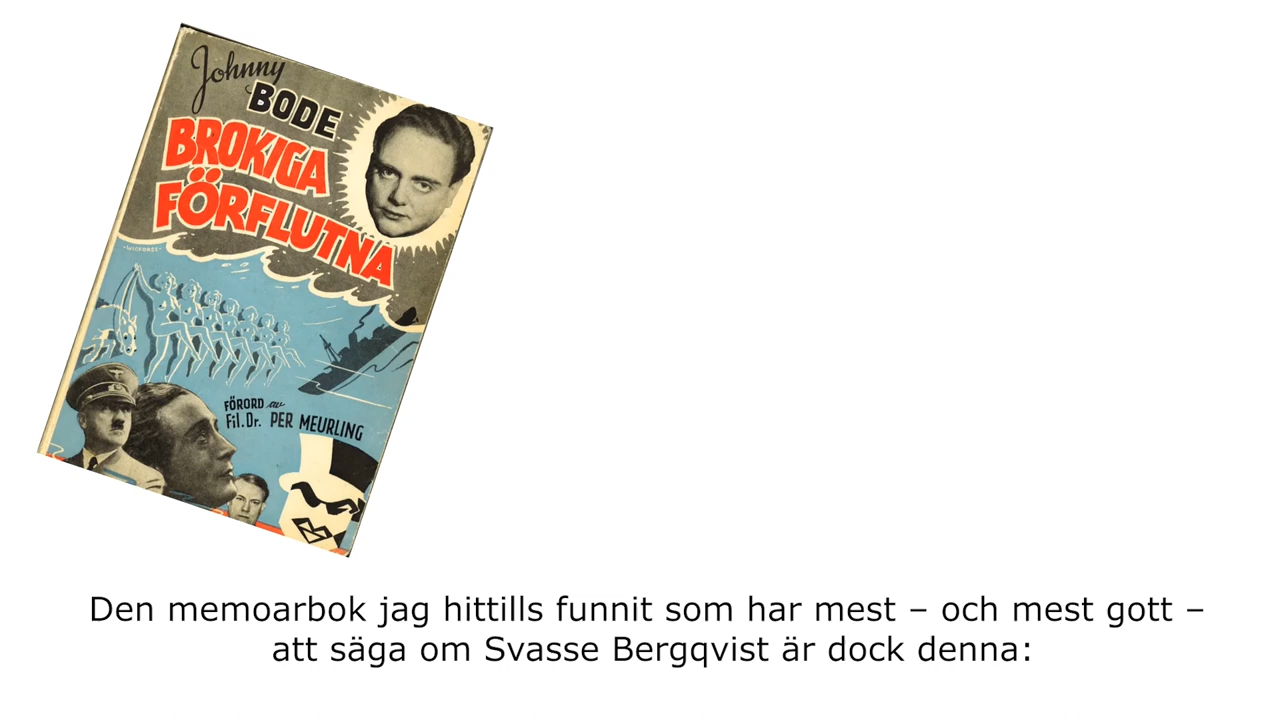 Johnny
BODE
BROKIGA
FÖRFLUTNA
FÖRORD av
Fil.Dr. PER MEURLING
Den memoarbok jag hittills funnit som har mest – och mest gott –
att säga om Svasse Bergqvist är dock denna: